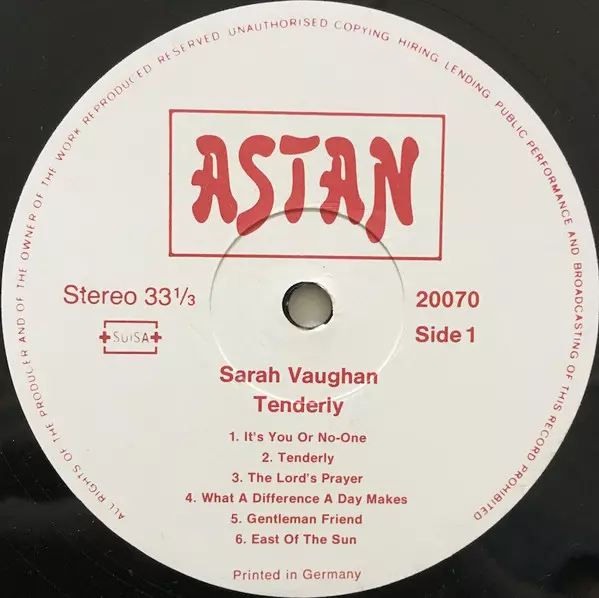 ALL RIGHTS OF THE PRODUCER AND OF THE OWNER OF THE WORK REPRODUCED RESERVED UNAUTHORISED COPYING HIRING LENDING PUBLIC PERFORMANCE AND BROADCASTING OF THIS RECORD PROHIBITED
ASTAN
Stereo 33 1/3
20070
SUISA
Side 1
Sarah Vaughan
Tenderly
1. It's You Or No-One
2. Tenderly
3. The Lord's Prayer
4. What A Difference A Day Makes
5. Gentleman Friend
6. East Of The Sun
Printed in Germany